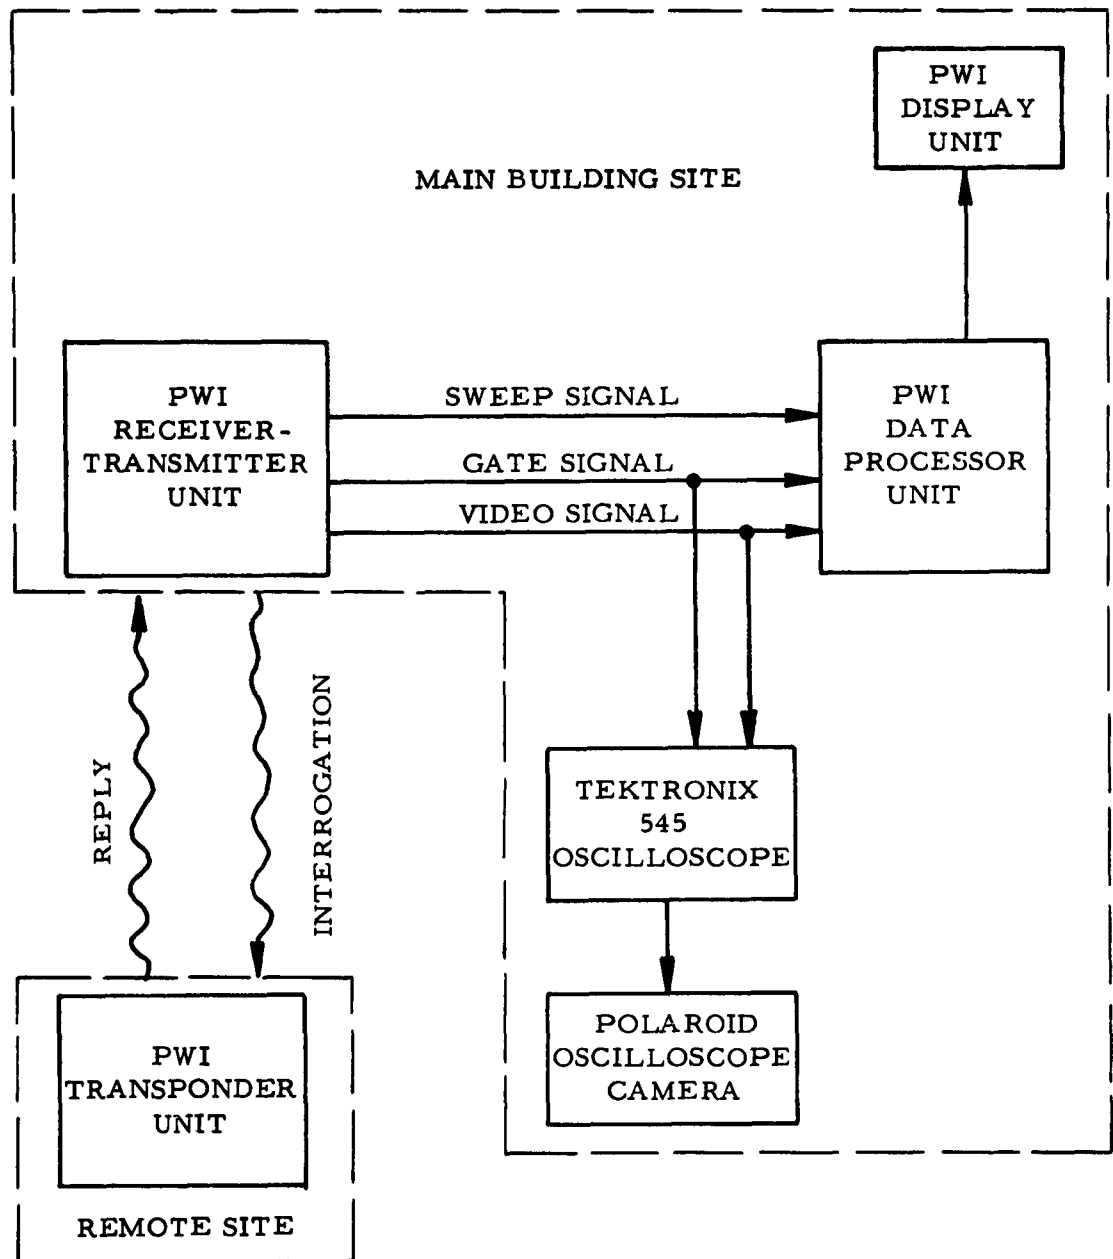 PWI
DISPLAY
UNIT
MAIN BUILDING SITE
PWI
RECEIVER-
TRANSMITTER
UNIT
SWEEP SIGNAL
GATE SIGNAL
VIDEO SIGNAL
PWI
DATA
PROCESSOR
UNIT
REPLY
INTERROGATION
TEKTRONIX
545
OSCILLOSCOPE
POLAROID
OSCILLOSCOPE
CAMERA
PWI
TRANSPONDER
UNIT
REMOTE SITE